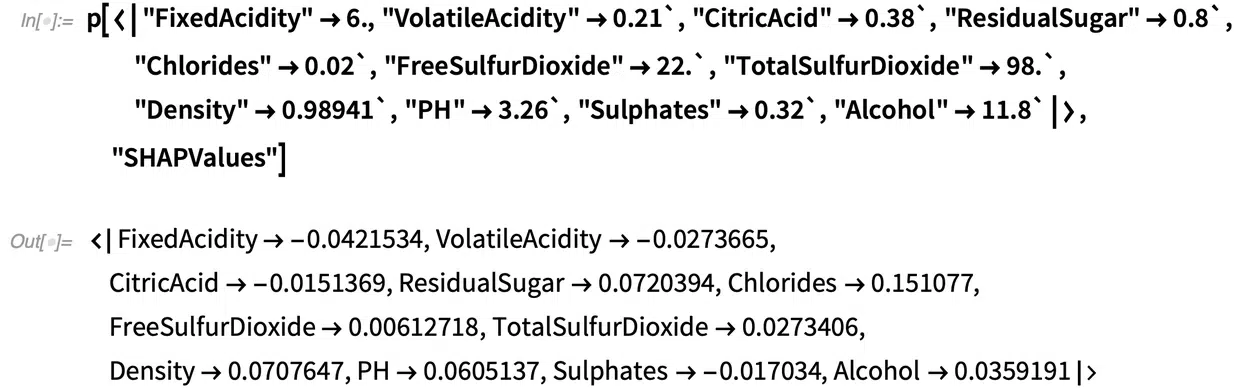 In[•]:= p[<|"FixedAcidity" → 6., "VolatileAcidity" → 0.21`, "CitricAcid" → 0.38`, "ResidualSugar" → 0.8`,
"Chlorides" → 0.02`, "FreeSulfurDioxide" → 22.`, "TotalSulfurDioxide" → 98.`,
"Density" → 0.98941`, "PH" → 3.26`, "Sulphates" → 0.32`, "Alcohol" → 11.8`|>,
"SHAPValues"]
Out[•]= <|FixedAcidity → -0.0421534, VolatileAcidity → -0.0273665,
CitricAcid → -0.0151369, ResidualSugar → 0.0720394, Chlorides → 0.151077,
FreeSulfurDioxide → 0.00612718, TotalSulfurDioxide → 0.0273406,
Density → 0.0707647, PH → 0.0605137, Sulphates → -0.017034, Alcohol → 0.0359191|>